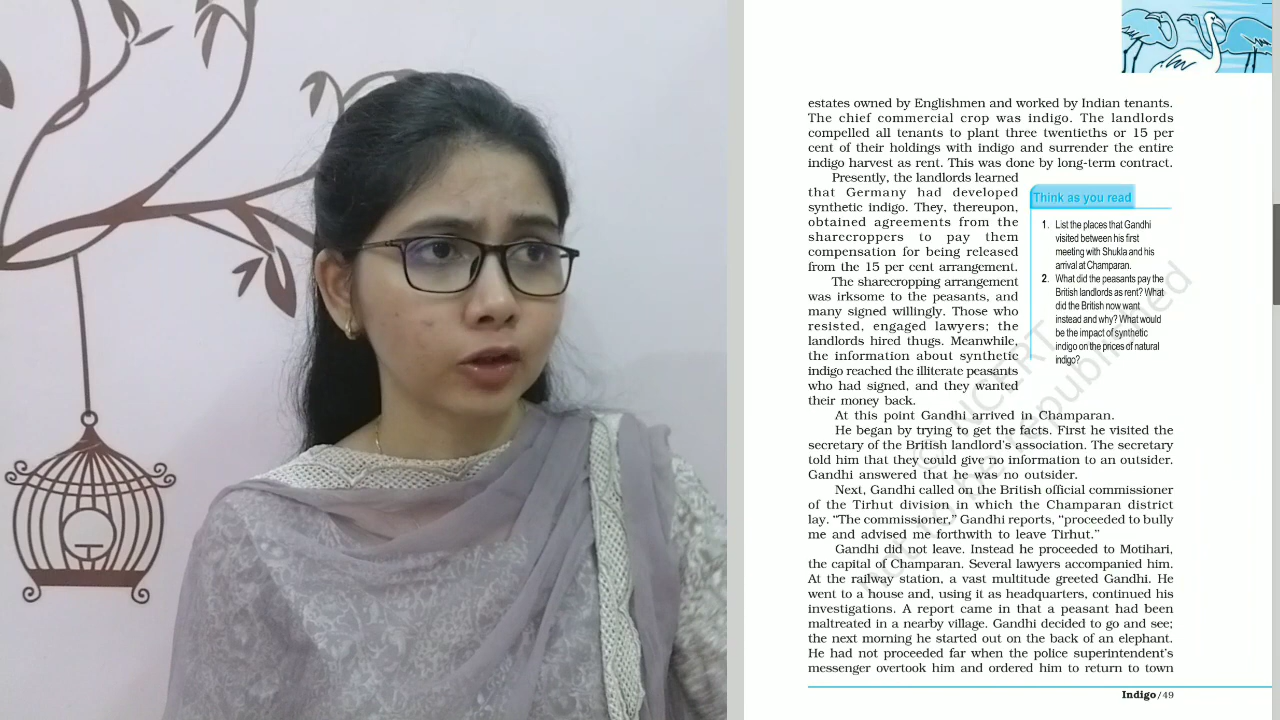 estates owned by Englishmen and worked by Indian tenants.
The chief commercial crop was indigo. The landlords
compelled all tenants to plant three twentieths or 15 per
cent of their holdings with indigo and surrender the entire
indigo harvest as rent. This was done by long-term contract.
Presently, the landlords learned
that Germany had developed
synthetic indigo. They, thereupon,
obtained agreements from the
sharecroppers to pay them
compensation for being released
from the 15 per cent arrangement.
The sharecropping arrangement
was irksome to the peasants, and
many signed willingly. Those who
resisted, engaged lawyers; the
landlords hired thugs. Meanwhile,
the information about synthetic
indigo reached the illiterate peasants
who had signed, and they wanted
their money back.
Think as you read
1. List the places that Gandhi
visited between his first
meeting with Shukla and his
arrival at Champaran.
2. What did the peasants pay the
British landlords as rent? What
did the British now want
instead and why? What would
be the impact of synthetic
indigo on the prices of natural
indigo?
At this point Gandhi arrived in Champaran.
He began by trying to get the facts. First he visited the
secretary of the British landlord's association. The secretary
told him that they could give no information to an outsider.
Gandhi answered that he was no outsider.
Next, Gandhi called on the British official commissioner
of the Tirhut division in which the Champaran district
lay. “The commissioner,” Gandhi reports, “proceeded to bully
me and advised me forthwith to leave Tirhut.”
Gandhi did not leave. Instead he proceeded to Motihari,
the capital of Champaran. Several lawyers accompanied him.
At the railway station, a vast multitude greeted Gandhi. He
went to a house and, using it as headquarters, continued his
investigations. A report came in that a peasant had been
maltreated in a nearby village. Gandhi decided to go and see;
the next morning he started out on the back of an elephant.
He had not proceeded far when the police superintendent's
messenger overtook him and ordered him to return to town
Indigo/49
© NCERT
not to be republished